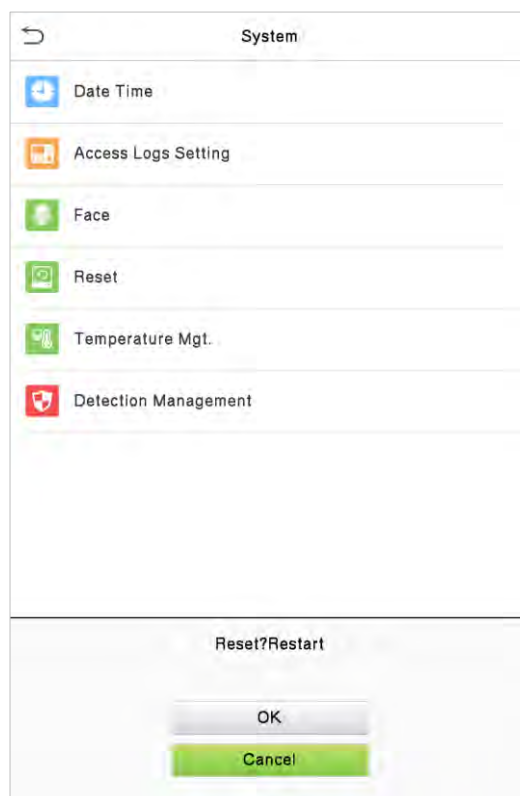 System
Date Time
Access Logs Setting
Face
Reset
Temperature Mgt.
Detection Management
Reset?Restart
OK
Cancel